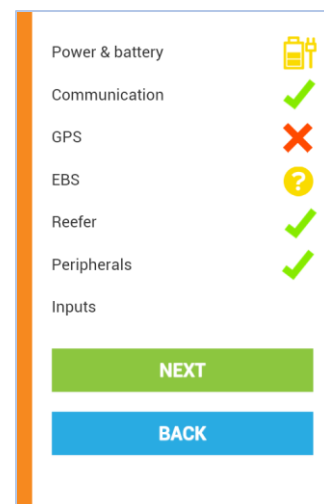 Power & battery
Communication
GPS
EBS
?
Reefer
Peripherals
Inputs
NEXT
BACK